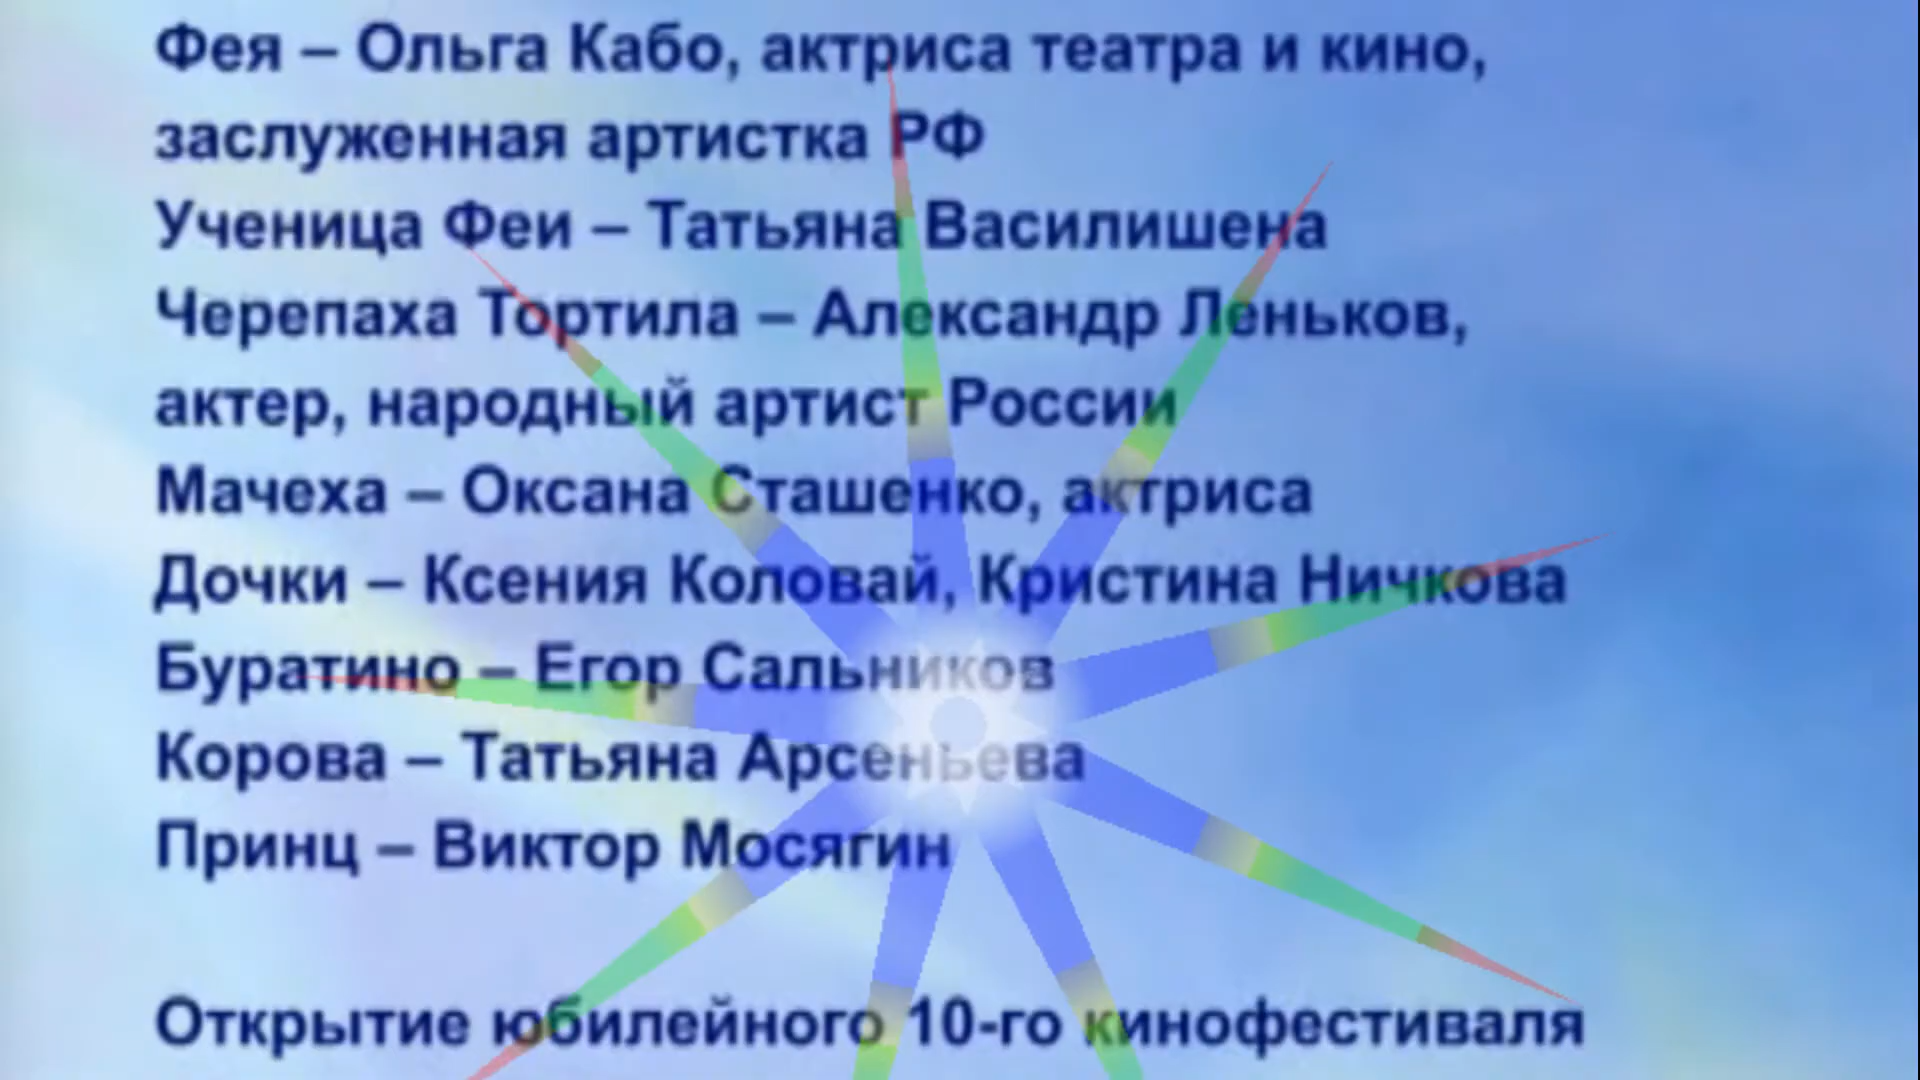 Фея – Ольга Кабо, актриса театра и кино,
заслуженная артистка РФ
Ученица Феи – Татьяна Василишена
Черепаха Тортила – Александр Леньков,
актер, народный артист России
Мачеха – Оксана Сташенко, актриса
Дочки – Ксения Коловай, Кристина Ничкова
Буратино – Егор Сальников
Корова – Татьяна Арсеньева
Принц – Виктор Мосягин
Открытие юбилейного 10-го кинофестиваля